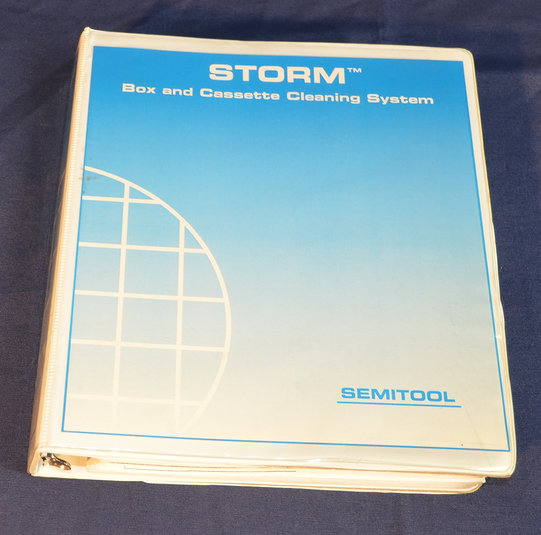 STORM™
Box and Cassette Cleaning System
SEMITOOL